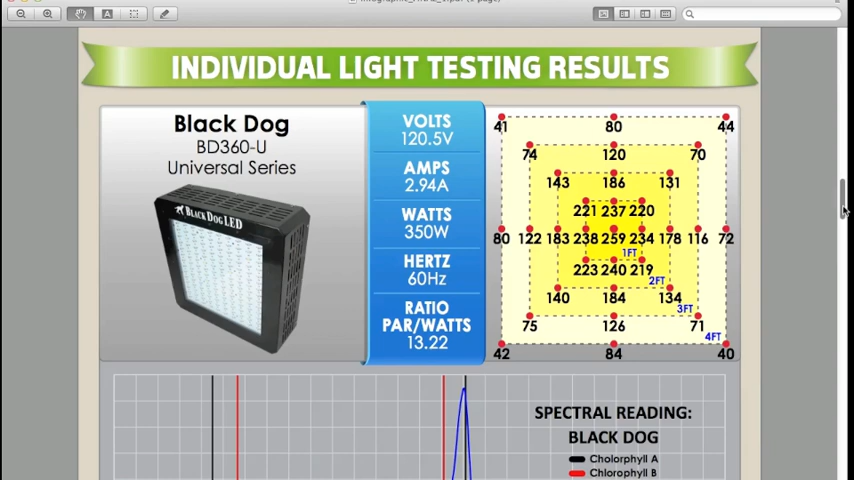 INDIVIDUAL LIGHT TESTING RESULTS
Black Dog
BD360-U
Universal Series
BLACK DOG LED
VOLTS
120.5V
AMPS
2.94A
WATTS
350W
HERTZ
60Hz
RATIO
PAR/WATTS
13.22
41 80 44
74 120 70
143 186 131
221 237 220
80 122 183 238 259 234 178 116 72
1FT
223 240 219
2FT
140 184 134
3FT
75 126 71
4FT
42 84 40
SPECTRAL READING:
BLACK DOG
Cholorphyll A
Chlorophyll B